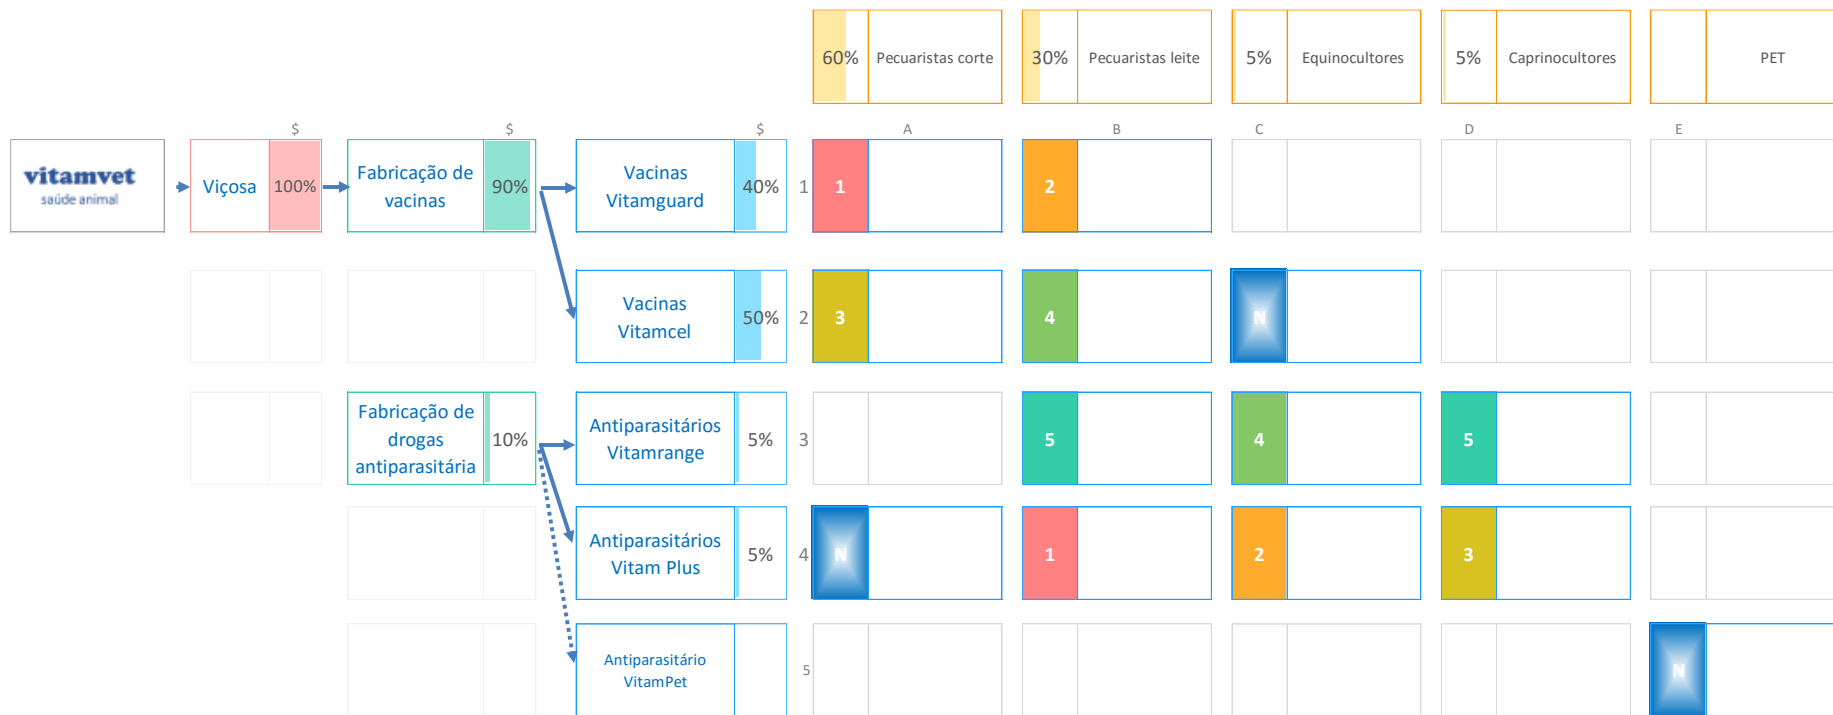 60%
Pecuaristas corte
30%
Pecuaristas leite
5%
Equinocultores
5%
Caprinocultores
PET
$
$
$
A
B
C
D
E
vitamvet
saúde animal
Viçosa
100%
Fabricação de
vacinas
90%
Vacinas
Vitamguard
40%
1
1
2
Vacinas
Vitamcel
50%
2
3
4
N
Fabricação de
drogas
antiparasitária
10%
Antiparasitários
Vitamrange
5%
3
5
4
5
Antiparasitários
Vitam Plus
5%
4
N
1
2
3
Antiparasitário
VitamPet
5
N